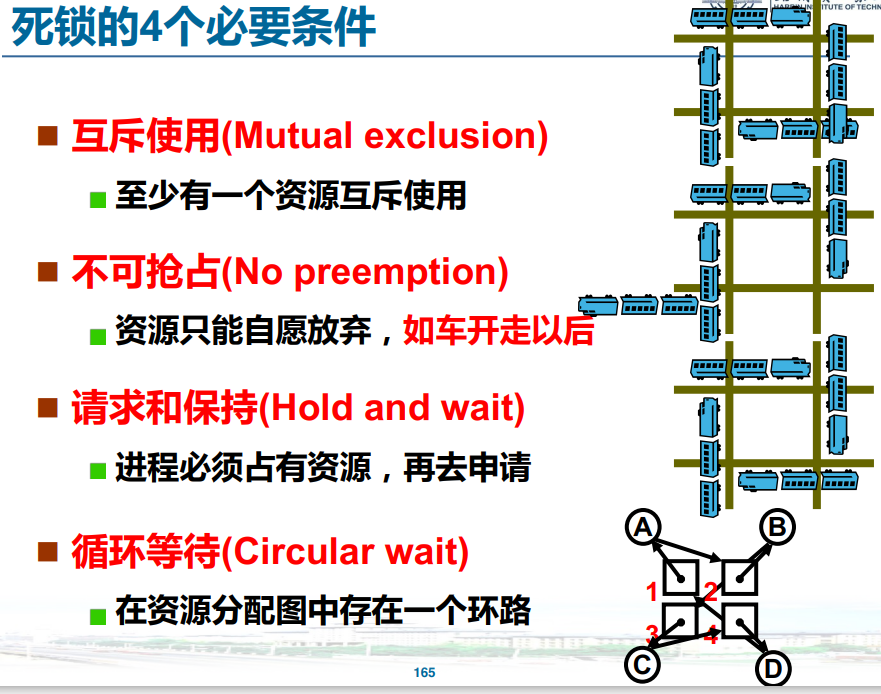 死锁的4个必要条件
HARBIN INSTITUTE OF TECHN
互斥使用(Mutual exclusion)
至少有一个资源互斥使用
不可抢占(No preemption)
资源只能自愿放弃，如车开走以后
请求和保持(Hold and wait)
进程必须占有资源，再去申请
循环等待(Circular wait)
在资源分配图中存在一个环路
A B
1 2
3 4
C D
165